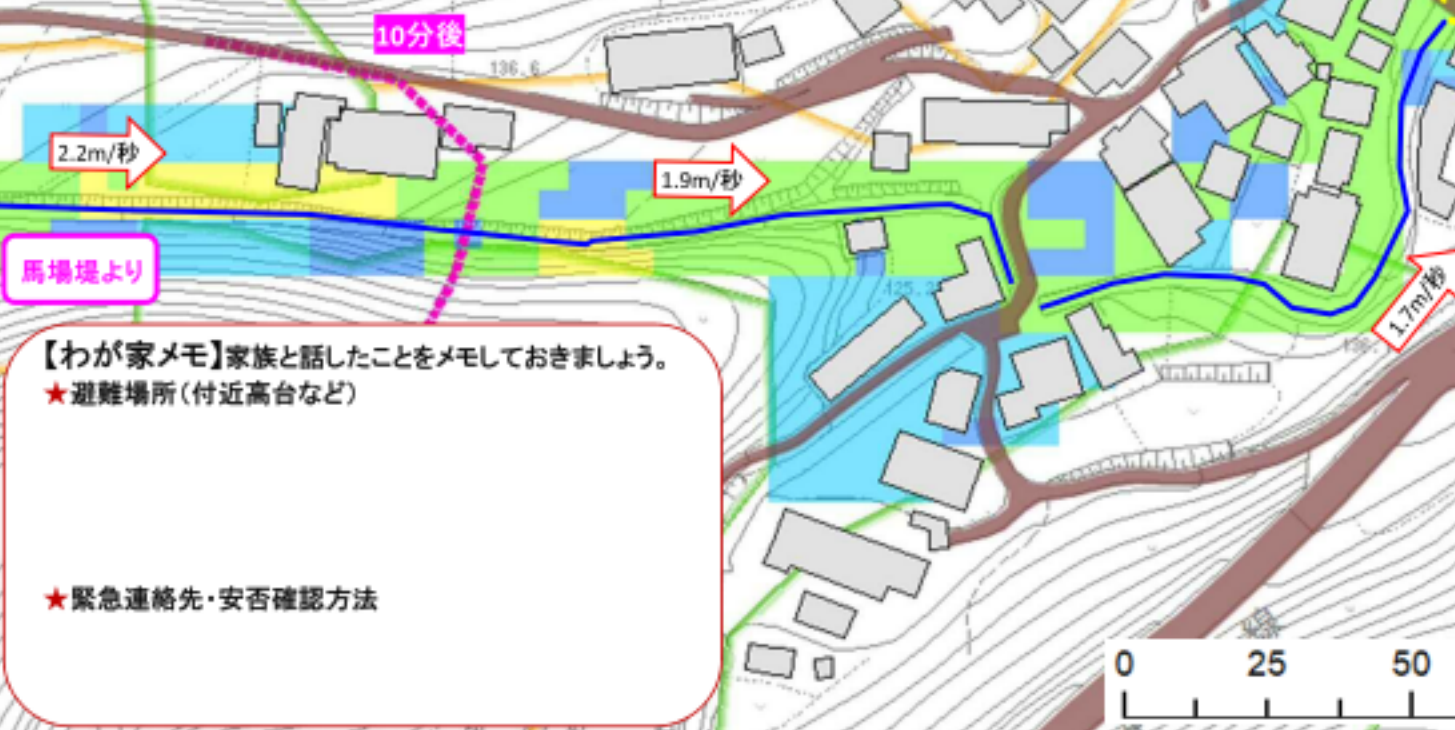 10分後
136.6
2.2m/秒
1.9m/秒
馬場堤より
1.7m/秒
【わが家メモ】家族と話したことをメモしておきましょう。
★避難場所（付近高台など）
★緊急連絡先・安否確認方法
線
0 25 50